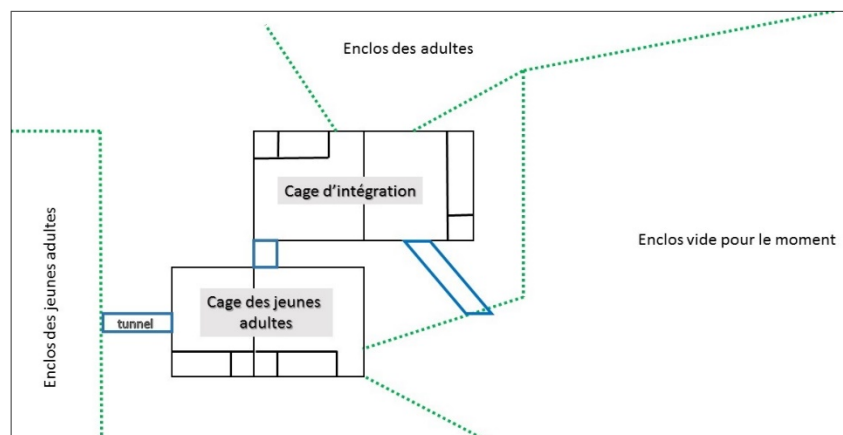 Enclos des adultes
Cage d'intégration
Enclos vide pour le moment
Cage des jeunes
adultes
tunnel
Enclos des jeunes adultes